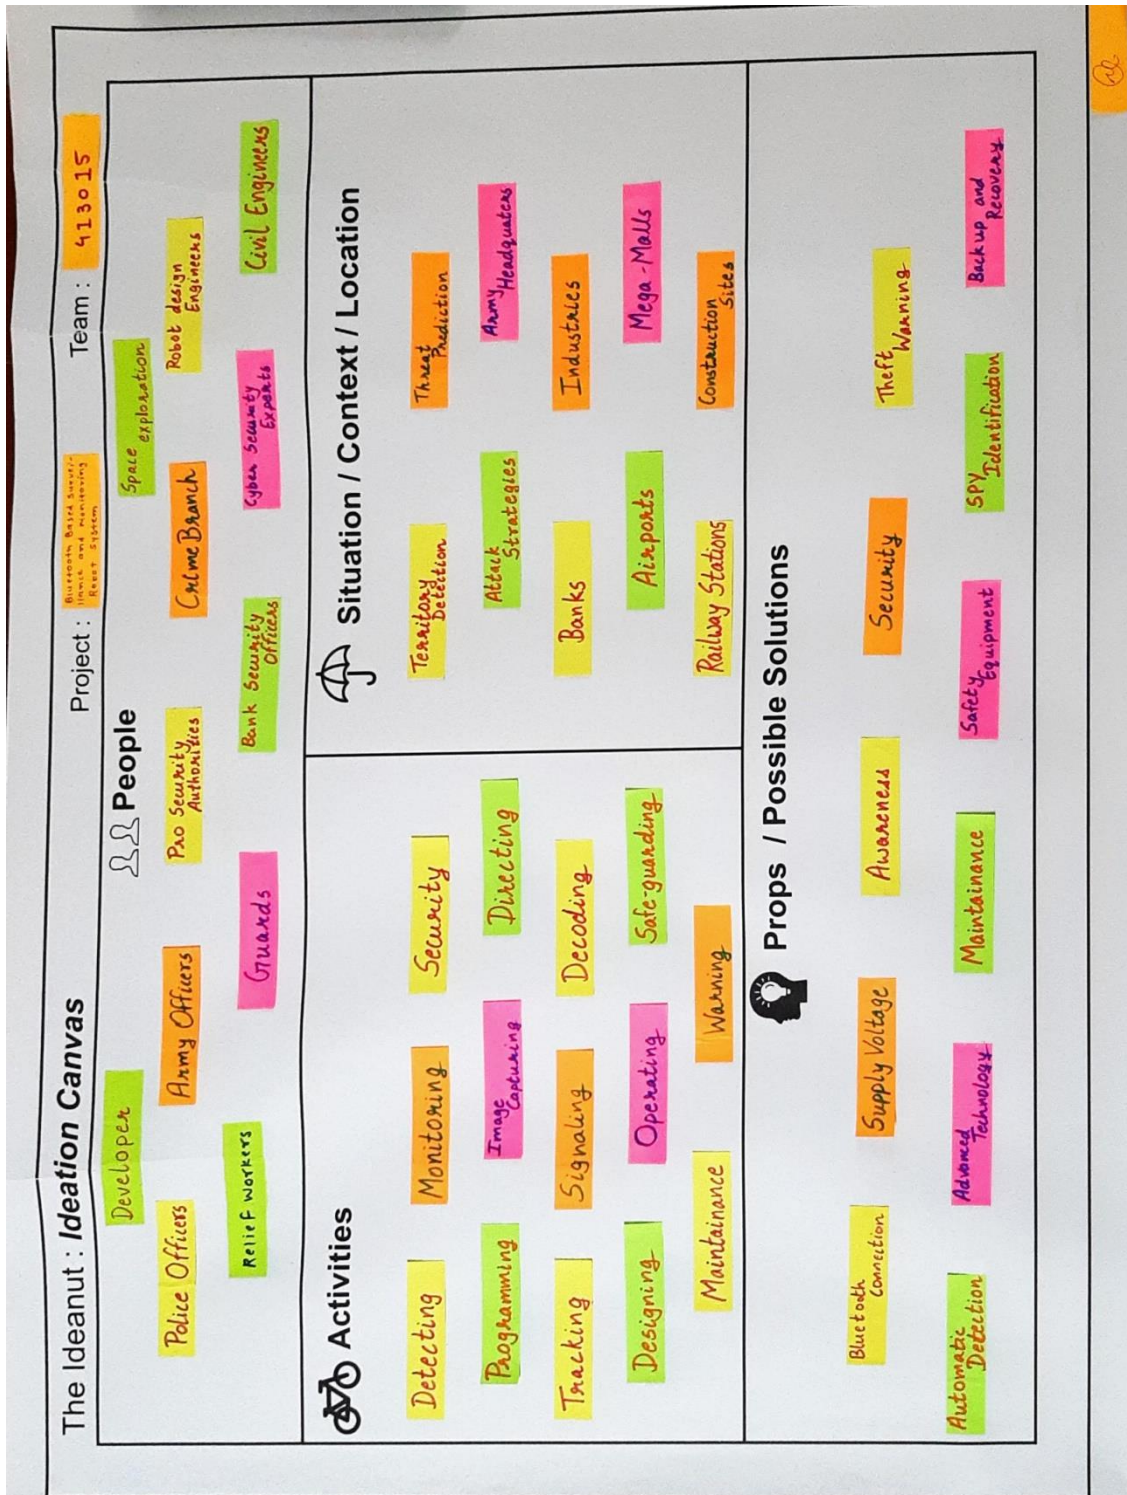 The Ideanut : Ideation Canvas
Project :
Bluetooth Based Survei-
llance and Monitoring
Robot System
Team :
413015
People
Developer
Space
exploration
Police Officers
Army Officers
Pro Security
Authorities
Crime Branch
Robot design
Engineers
Relief workers
Guards
Bank Security
Officers
Cyber Security
Experts
Civil Engineers
Activities
Detecting
Monitoring
Security
Programming
Image
Capturing
Directing
Tracking
Signaling
Decoding
Designing
Operating
Safe-guarding
Maintainance
Warning
Situation / Context / Location
Territory
Detection
Threat
Prediction
Attack
Strategies
Army
Headquaters
Banks
Industries
Airports
Mega-Malls
Railway Stations
Construction
Sites
Props / Possible Solutions
Bluetooth
Connection
Supply Voltage
Awareness
Security
Theft
Warning
Automatic
Detection
Advanced
Technology
Maintainance
Safety
Equipment
SPY
Identification
Back up and
Recovery